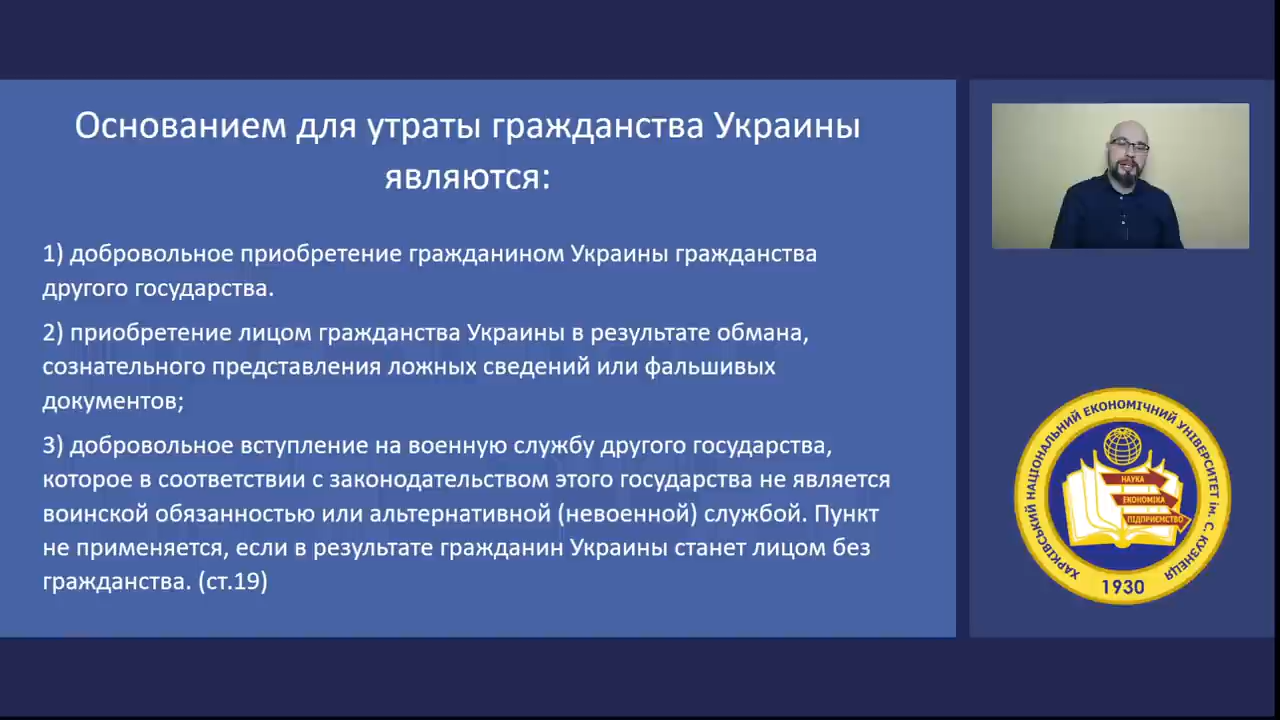 Основанием для утраты гражданства Украины
являются:
1) добровольное приобретение гражданином Украины гражданства
другого государства.
2) приобретение лицом гражданства Украины в результате обмана,
сознательного представления ложных сведений или фальшивых
документов;
3) добровольное вступление на военную службу другого государства,
которое в соответствии с законодательством этого государства не является
воинской обязанностью или альтернативной (невоенной) службой. Пункт
не применяется, если в результате гражданин Украины станет лицом без
гражданства. (ст.19)
ХАРКІВСЬКИЙ НАЦІОНАЛЬНИЙ ЕКОНОМІЧНИЙ УНІВЕРСИТЕТ ім. С. КУЗНЕЦЯ
НАУКА
ЕКОНОМІКА
ПІДПРИЄМСТВО
1930